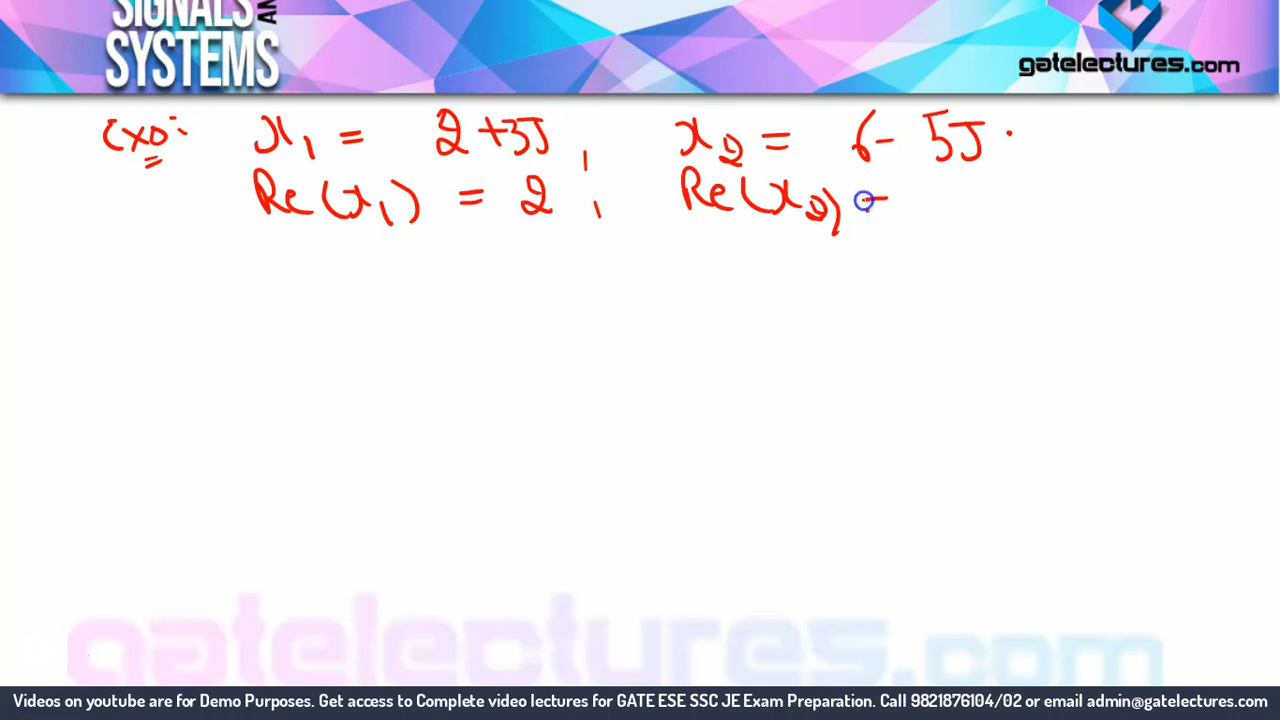 SIGNALS AN
SYSTEMS
gatelectures.com
Exo:
x1 = 2+3J ; x2 = 6- 5J .
Re(x1) = 2 ; Re(x2) =
gatelectures.com
Videos on youtube are for Demo Purposes. Get access to Complete video lectures for GATE ESE SSC JE Exam Preparation. Call 9821876104/02 or email admin@gatelectures.com